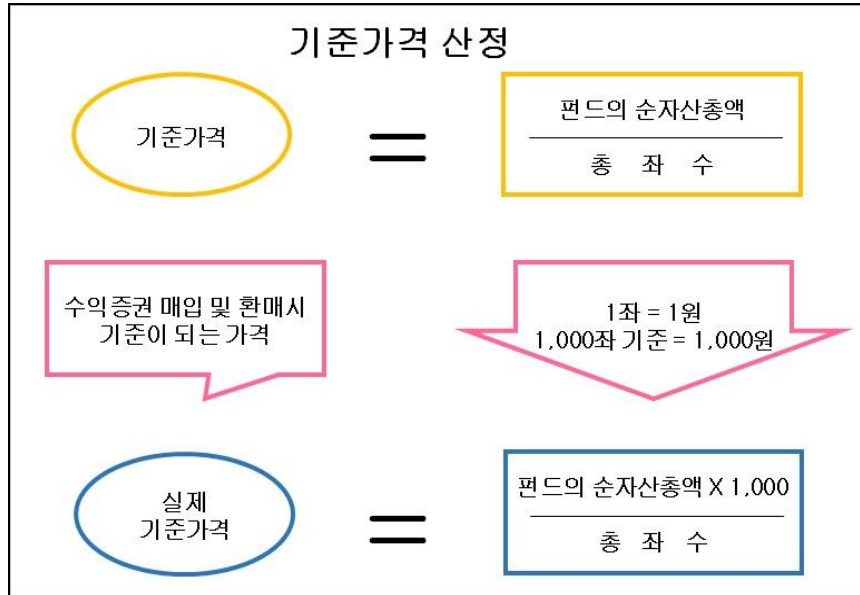 기준가격 산정
기준가격
=
펀드의 순자산총액
총 좌 수
수익증권 매입 및 환매시
기준이 되는 가격
1좌 = 1원
1,000좌 기준 = 1,000원
실제
기준가격
=
펀드의 순자산총액 X 1,000
총 좌 수